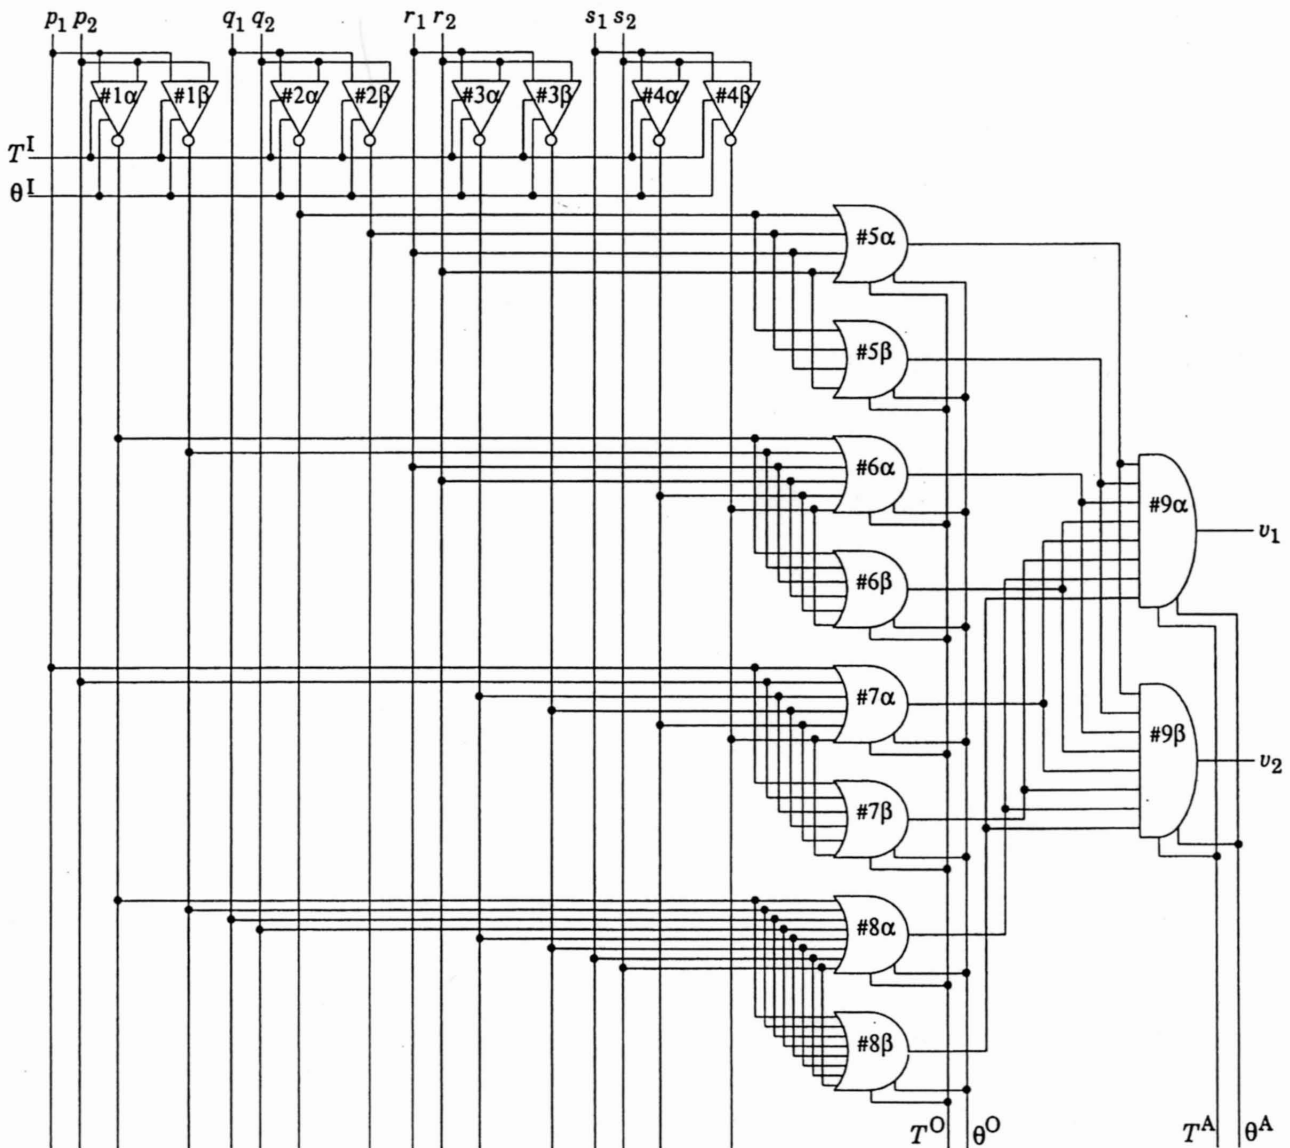 p1 p2 q1 q2 r1 r2 s1 s2
#1α #1β #2α #2β #3α #3β #4α #4β
T^I
θ^I
#5α
#5β
#6α
#9α
v1
#6β
#7α
#9β
v2
#7β
#8α
#8β
T^O θ^O T^A θ^A